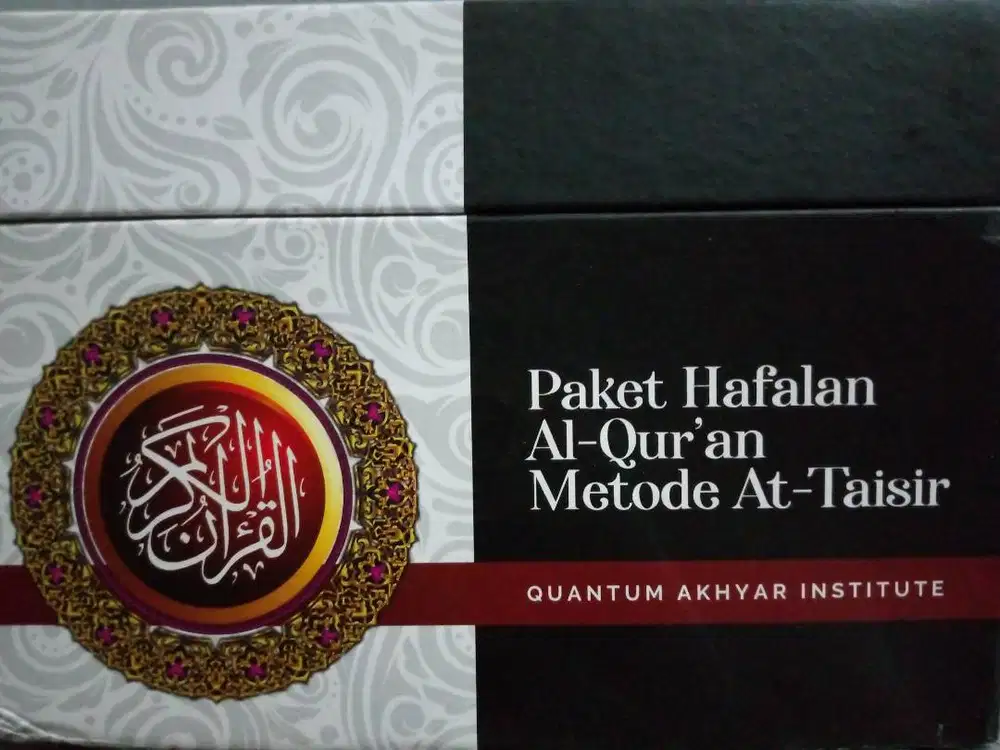 القرآن الكريم
Paket Hafalan
Al-Qur'an
Metode At-Taisir
QUANTUM AKHYAR INSTITUTE